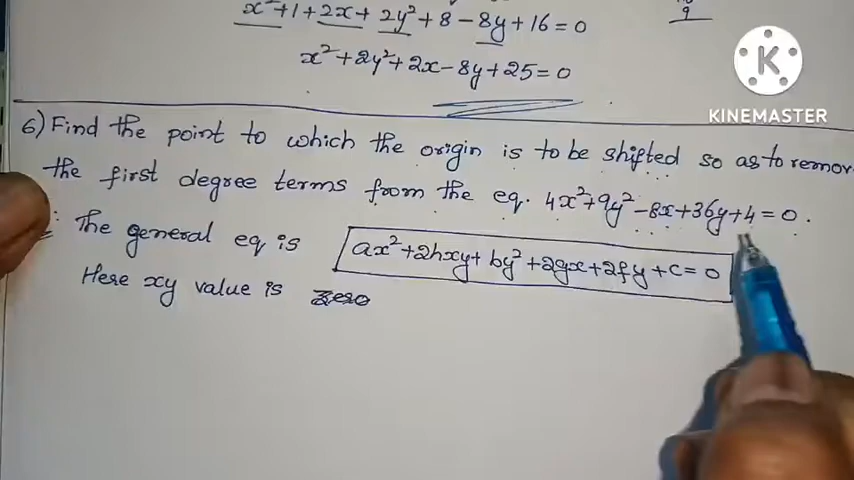 x²+1+2x+2y²+8-8y+16=0
9
x²+2y²+2x-8y+25=0
K
KINEMASTER
6) Find the point to which the origin is to be shifted so as to remov
the first degree terms from the eq. 4x²+9y²-8x+36y+4=0.
: The general eq is ax²+2hxy+by²+2gx+2fy+c=0
Here xy value is zero